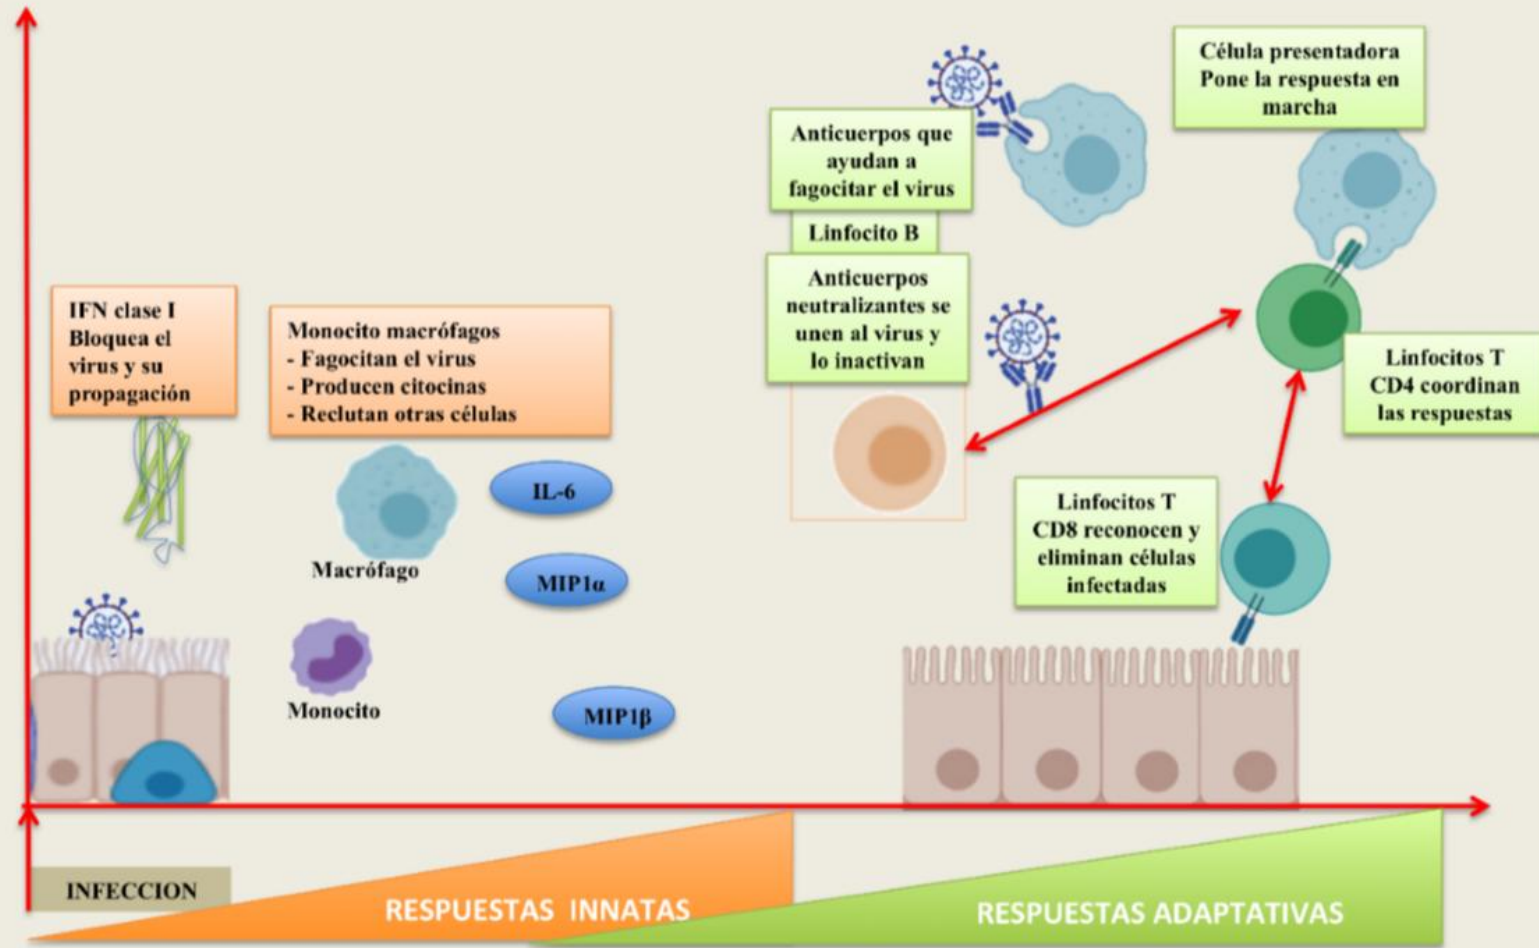 IFN clase I
Bloquea el
virus y su
propagación
Monocito macrófagos
- Fagocitan el virus
- Producen citocinas
- Reclutan otras células
Macrófago
Monocito
IL-6
MIP1α
MIP1β
Anticuerpos que
ayudan a
fagocitar el virus
Linfocito B
Anticuerpos
neutralizantes se
unen al virus y
lo inactivan
Célula presentadora
Pone la respuesta en
marcha
Linfocitos T
CD4 coordinan
las respuestas
Linfocitos T
CD8 reconocen y
eliminan células
infectadas
INFECCION
RESPUESTAS INNATAS
RESPUESTAS ADAPTATIVAS